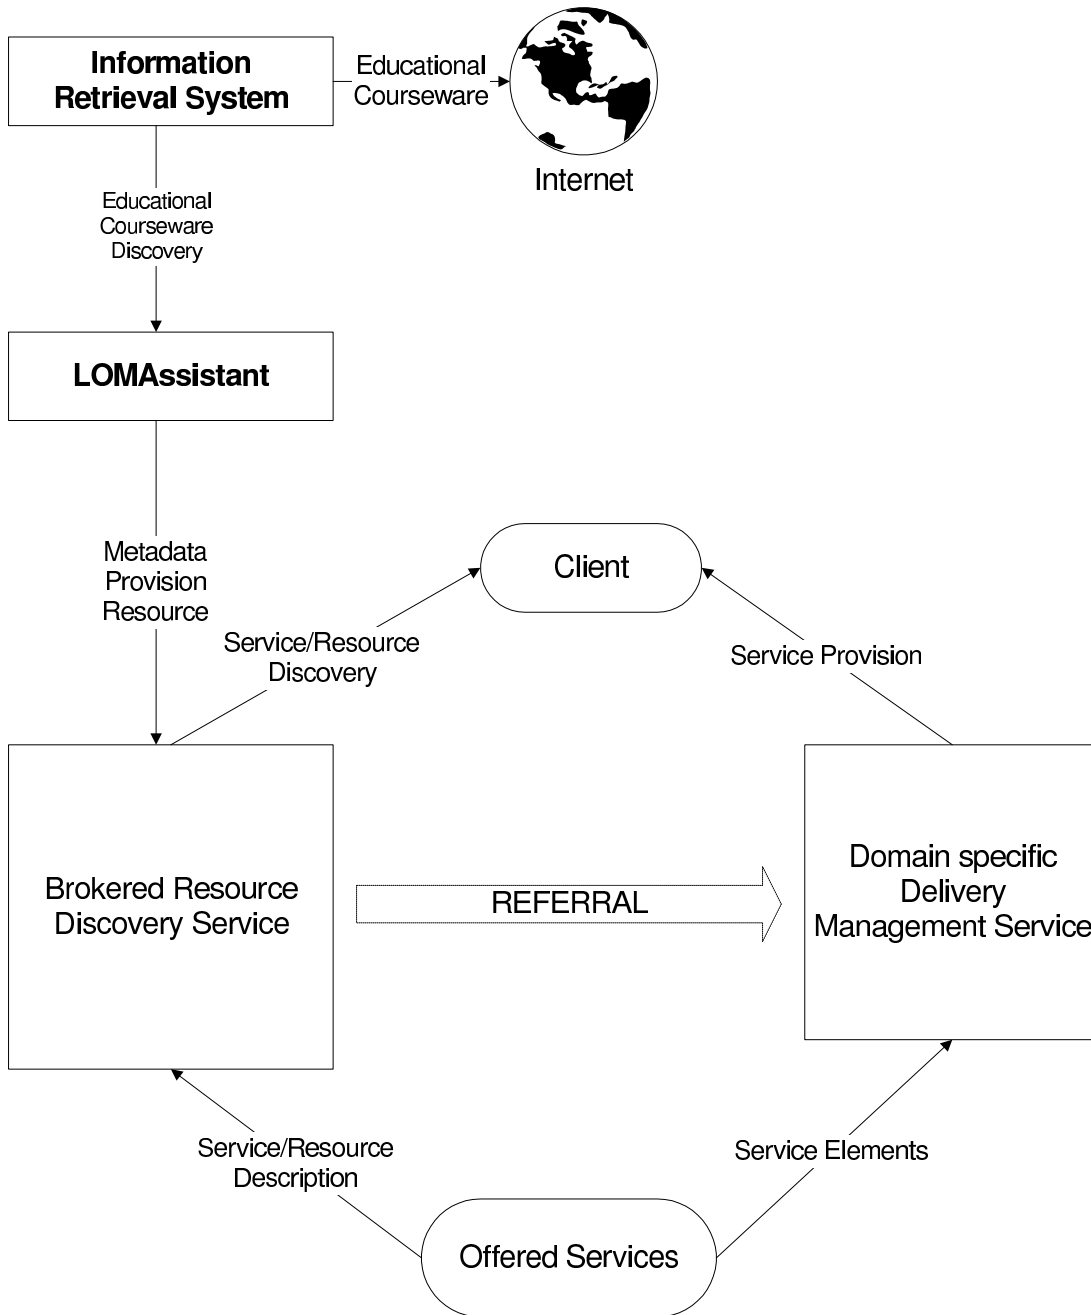 Information
Retrieval System
Educational
Courseware
Internet
Educational
Courseware
Discovery
LOMAssistant
Metadata
Provision
Resource
Client
Service/Resource
Discovery
Service Provision
Brokered Resource
Discovery Service
REFERRAL
Domain specific
Delivery
Management Service
Service/Resource
Description
Service Elements
Offered Services